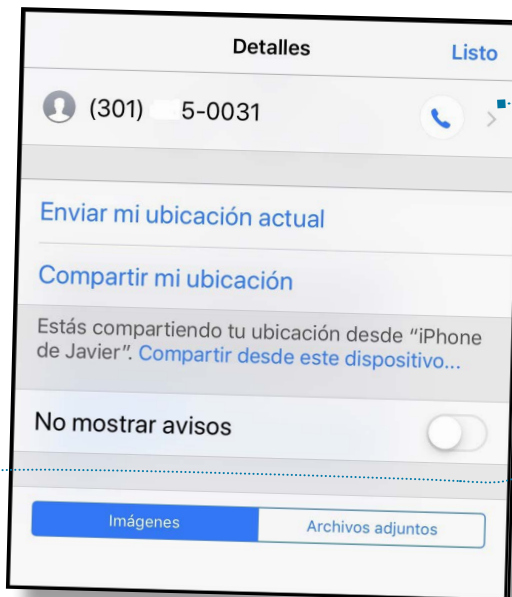 Detalles Listo
(301) 5-0031
Enviar mi ubicación actual
Compartir mi ubicación
Estás compartiendo tu ubicación desde “iPhone
de Javier”. Compartir desde este dispositivo...
No mostrar avisos
Imágenes Archivos adjuntos